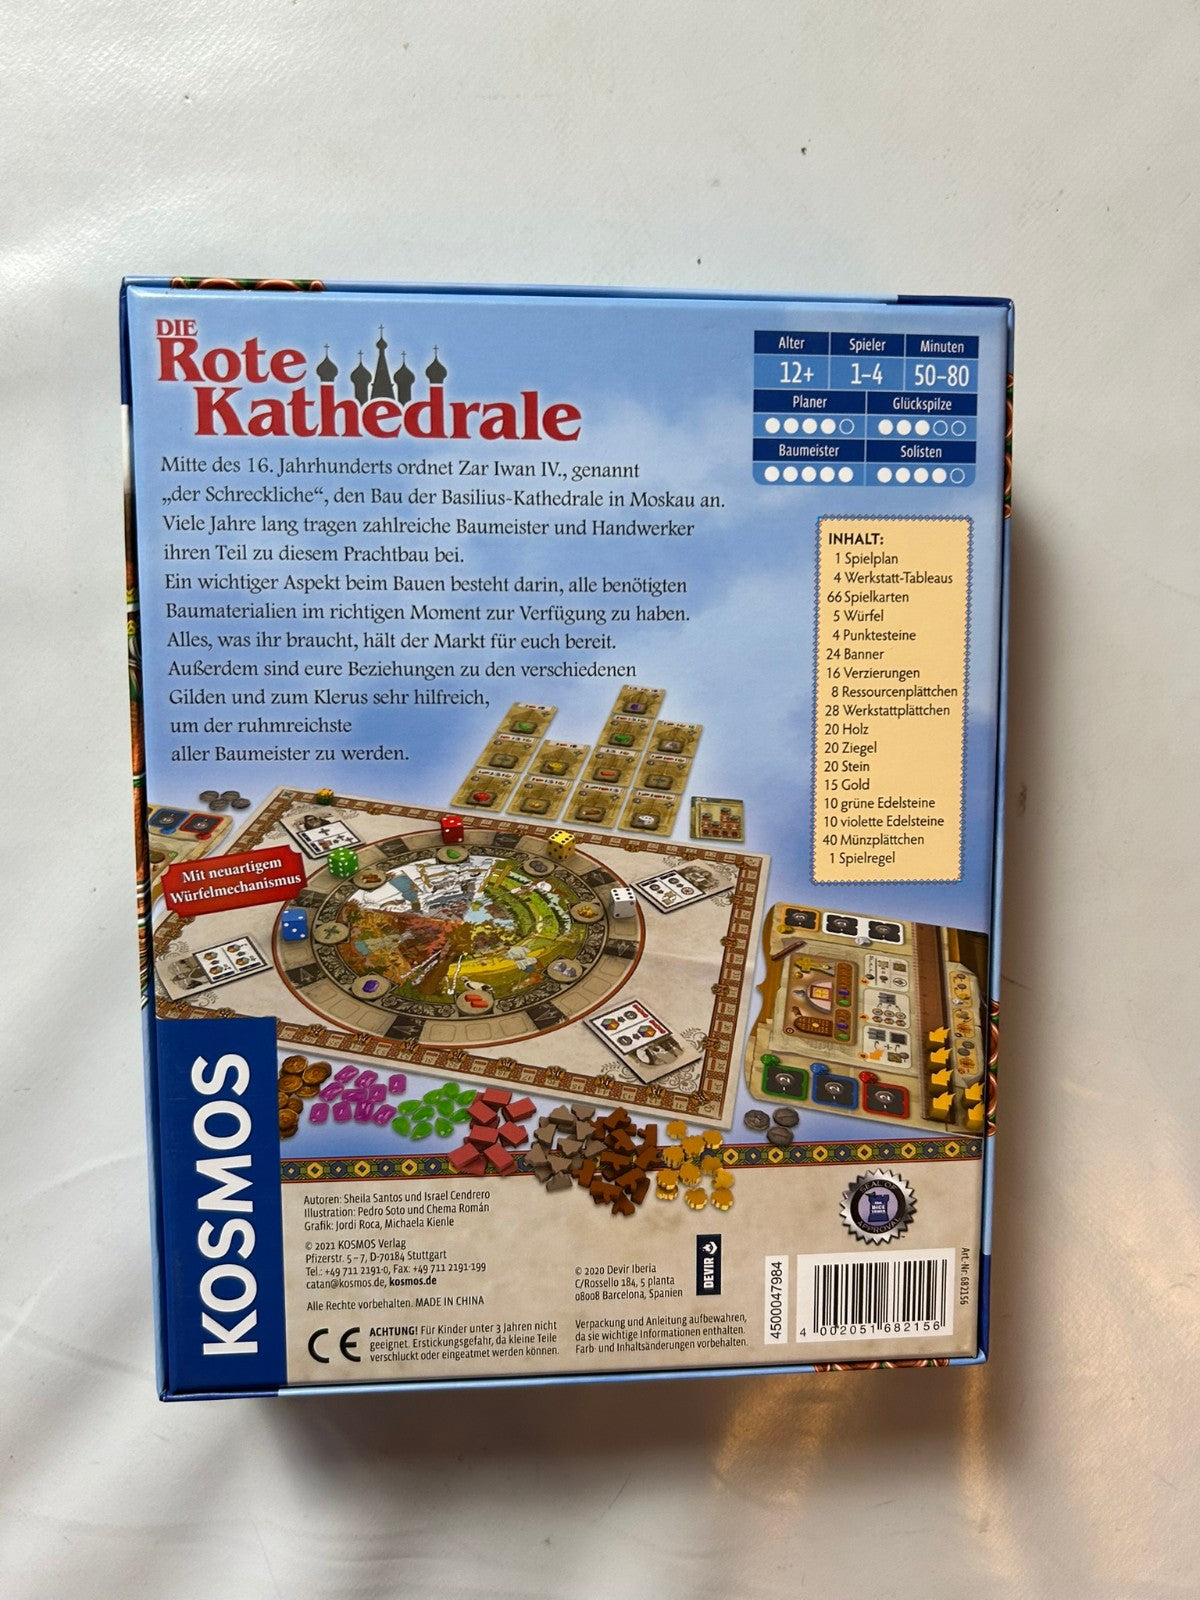 DIE
Rote
Kathedrale
Alter
Spieler
Minuten
12+
1–4
50–80
Planer
Glückspilze
Baumeister
Solisten
Mitte des 16. Jahrhunderts ordnet Zar Iwan IV., genannt
„der Schreckliche“, den Bau der Basilius-Kathedrale in Moskau an.
Viele Jahre lang tragen zahlreiche Baumeister und Handwerker
ihren Teil zu diesem Prachtbau bei.
Ein wichtiger Aspekt beim Bauen besteht darin, alle benötigten
Baumaterialien im richtigen Moment zur Verfügung zu haben.
Alles, was ihr braucht, hält der Markt für euch bereit.
Außerdem sind eure Beziehungen zu den verschiedenen
Gilden und zum Klerus sehr hilfreich,
um der ruhmreichste
aller Baumeister zu werden.
INHALT:
1 Spielplan
4 Werkstatt-Tableaus
66 Spielkarten
5 Würfel
4 Punktesteine
24 Banner
16 Verzierungen
8 Ressourcenplättchen
28 Werkstattplättchen
20 Holz
20 Ziegel
20 Stein
15 Gold
10 grüne Edelsteine
10 violette Edelsteine
40 Münzplättchen
1 Spielregel
Mit neuartigem
Würfelmechanismus
KOSMOS
Autoren: Sheila Santos und Israel Cendrero
Illustration: Pedro Soto und Chema Román
Grafik: Jordi Roca, Michaela Kienle
© 2021 KOSMOS Verlag
Pfizerstr. 5 – 7, D-70184 Stuttgart
Tel.: +49 711 2191-0, Fax: +49 711 2191-199
catan@kosmos.de, kosmos.de
Alle Rechte vorbehalten. MADE IN CHINA
CE
ACHTUNG! Für Kinder unter 3 Jahren nicht
geeignet. Erstickungsgefahr, da kleine Teile
verschluckt oder eingeatmet werden können.
© 2020 Devir Iberia
C/Rossello 184, 5 planta
08008 Barcelona, Spanien
DEVIR
Verpackung und Anleitung aufbewahren,
da sie wichtige Informationen enthalten.
Farb- und Inhaltsänderungen vorbehalten.
SEAL OF
DICE TOWER
APPROVAL
4500047984
4 002051 682156
Art.-Nr. 682156